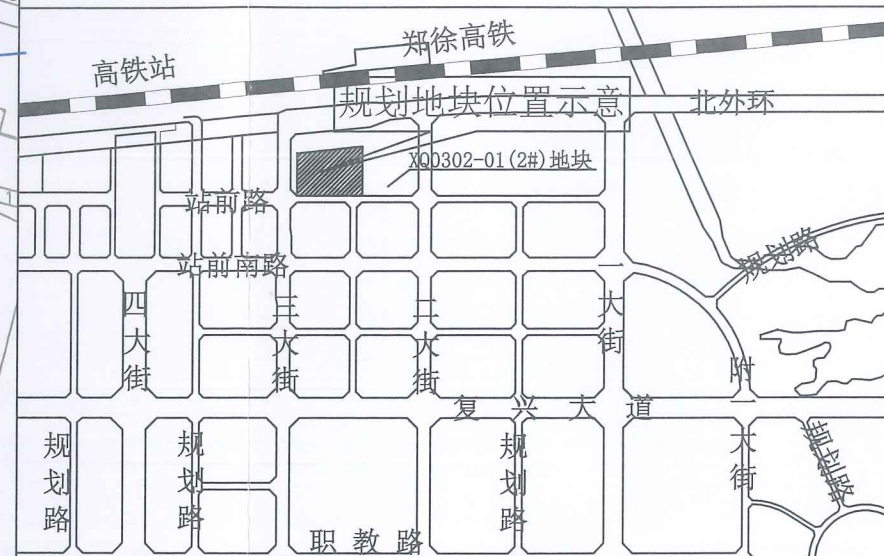 郑徐高铁
高铁站
规划地块位置示意
北外环
XQ0302-01(2#)地块
站前路
站前南路
规划路
四大街
三大街
二大街
一大街
附一大街
复兴大道
规划路
规划路
规划路
规划路
职教路